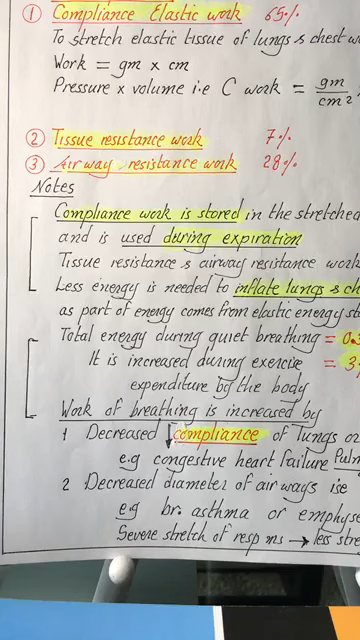 ① Compliance Elastic work 65%
To stretch elastic tissue of lungs & chest
Work = gm x cm
Pressure x volume i.e C work = gm
cm²
② Tissue resistance work 7%
③ Airway resistance work 28%
Notes
Compliance work is stored in the stretched
and is used during expiration
Tissue resistance & airway resistance work
Less energy is needed to inflate lungs &
as part of energy comes from elastic energy
Total energy during quiet breathing =
It is increased during exercise =
expenditure by the body
Work of breathing is increased by
1 Decreased ↓ compliance of lungs or
e.g congestive heart failure
2 Decreased diameter of air ways ise
e.g br. asthma or
Severe stretch of resp ms → less